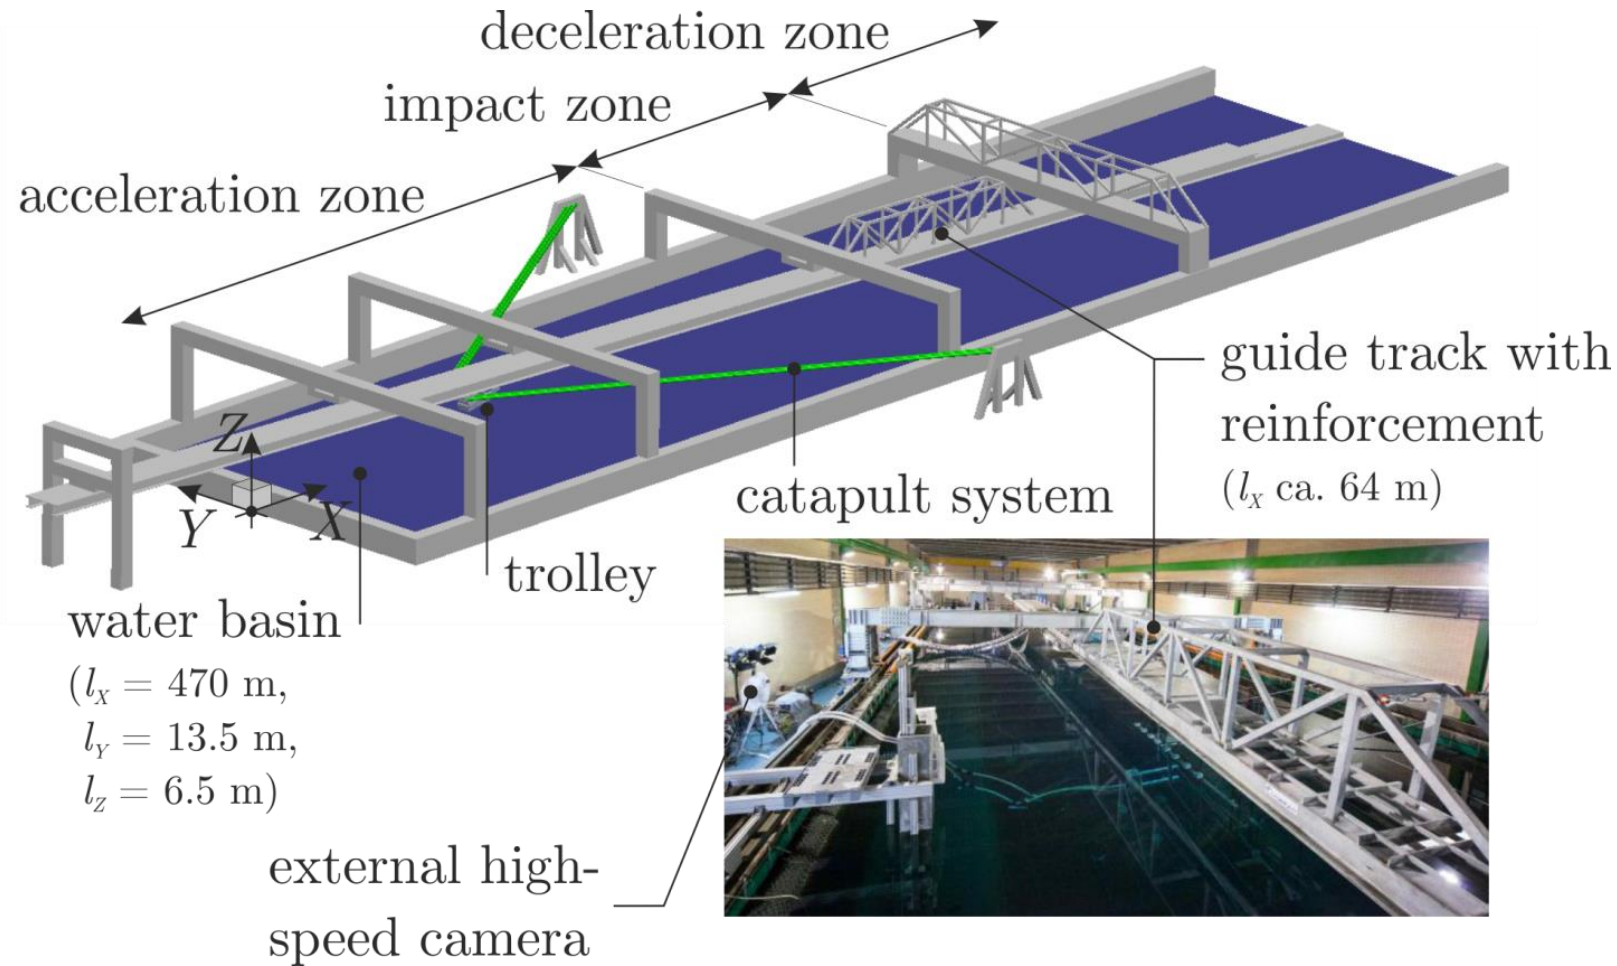 deceleration zone
impact zone
acceleration zone
Z
Y
X
guide track with
reinforcement
(lX ca. 64 m)
catapult system
trolley
water basin
(lX = 470 m,
lY = 13.5 m,
lZ = 6.5 m)
external high-
speed camera